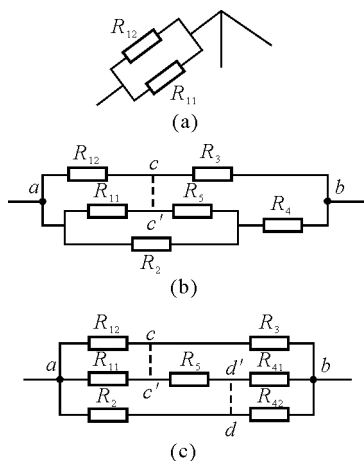 R12
R11
(a)
R12 c R3
a R11 R5 b
c' R4
R2
(b)
R12 c R3
a R11 R5 d' R41 b
c'
R2 d R42
(c)